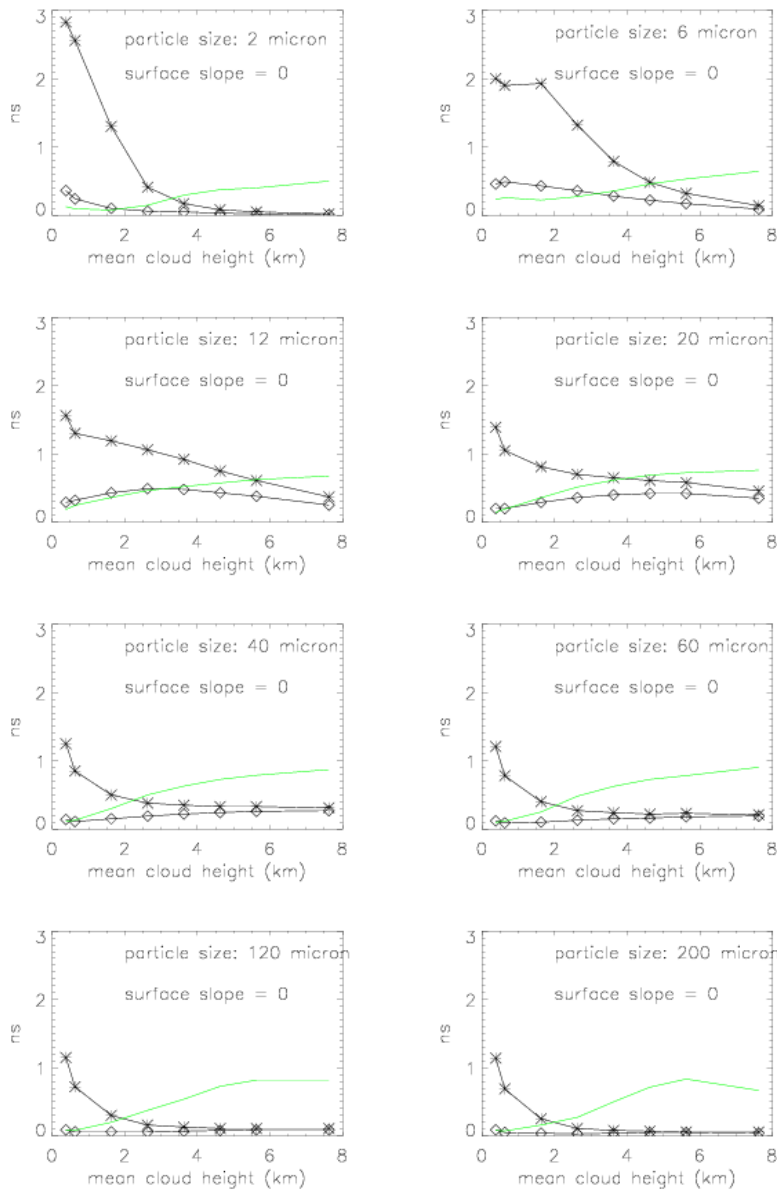 3
2
1
0
ns
particle size: 2 micron
surface slope = 0
0 2 4 6 8
mean cloud height (km)
3
2
1
0
ns
particle size: 6 micron
surface slope = 0
0 2 4 6 8
mean cloud height (km)
3
2
1
0
ns
particle size: 12 micron
surface slope = 0
0 2 4 6 8
mean cloud height (km)
3
2
1
0
ns
particle size: 20 micron
surface slope = 0
0 2 4 6 8
mean cloud height (km)
3
2
1
0
ns
particle size: 40 micron
surface slope = 0
0 2 4 6 8
mean cloud height (km)
3
2
1
0
ns
particle size: 60 micron
surface slope = 0
0 2 4 6 8
mean cloud height (km)
3
2
1
0
ns
particle size: 120 micron
surface slope = 0
0 2 4 6 8
mean cloud height (km)
3
2
1
0
ns
particle size: 200 micron
surface slope = 0
0 2 4 6 8
mean cloud height (km)